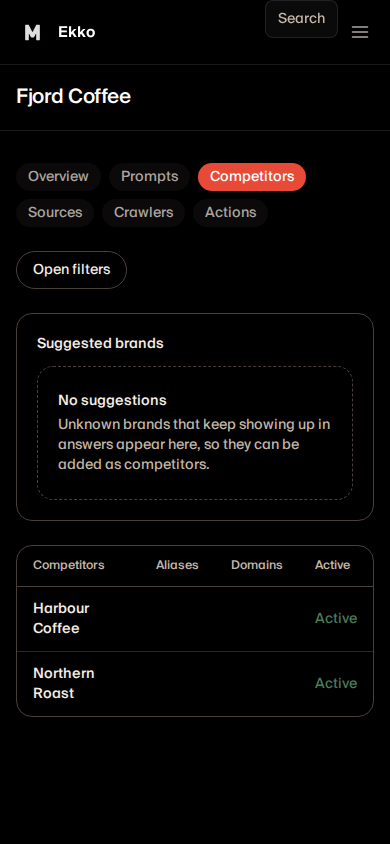 Ekko
Search
Fjord Coffee
Overview Prompts Competitors
Sources Crawlers Actions
Open filters
Suggested brands
No suggestions
Unknown brands that keep showing up in
answers appear here, so they can be
added as competitors.
Competitors Aliases Domains Active
Harbour
Coffee
Active
Northern
Roast
Active